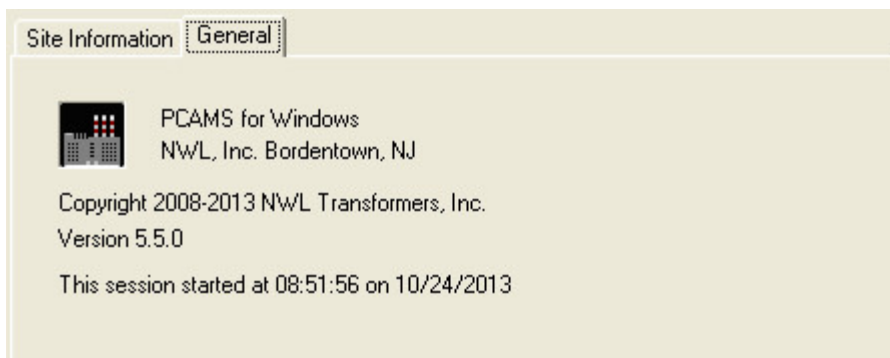 Site Information General
PCAMS for Windows
NWL, Inc. Bordentown, NJ
Copyright 2008-2013 NWL Transformers, Inc.
Version 5.5.0
This session started at 08:51:56 on 10/24/2013